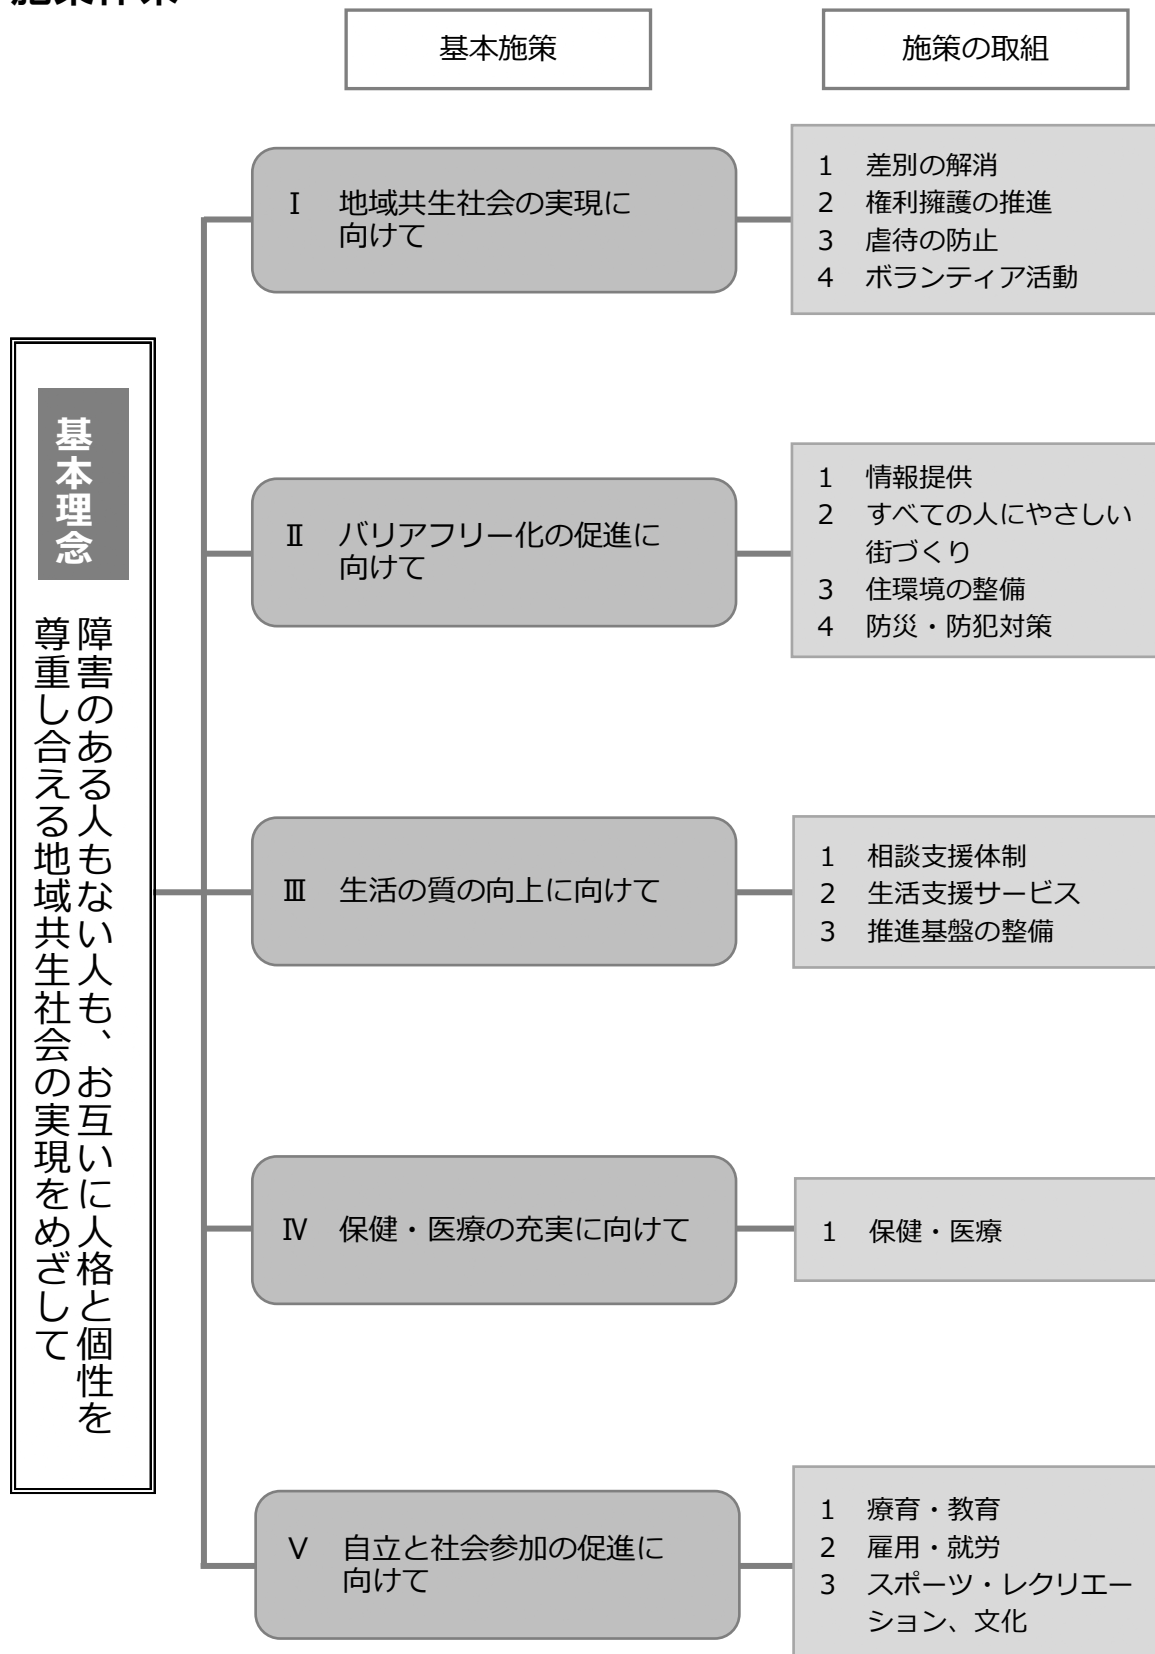 基本施策
施策の取組
Ⅰ 地域共生社会の実現に
向けて
1 差別の解消
2 権利擁護の推進
3 虐待の防止
4 ボランティア活動
基本理念
障害のある人もない人も、お互いに人格と個性を
尊重し合える地域共生社会の実現をめざして
Ⅱ バリアフリー化の促進に
向けて
1 情報提供
2 すべての人にやさしい
街づくり
3 住環境の整備
4 防災・防犯対策
Ⅲ 生活の質の向上に向けて
1 相談支援体制
2 生活支援サービス
3 推進基盤の整備
Ⅳ 保健・医療の充実に向けて
1 保健・医療
Ⅴ 自立と社会参加の促進に
向けて
1 療育・教育
2 雇用・就労
3 スポーツ・レクリエー
ション、文化